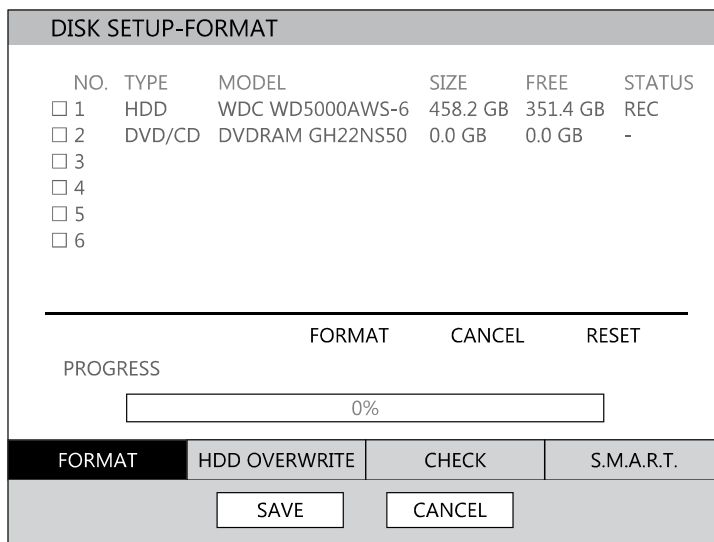 DISK SETUP-FORMAT
NO. TYPE MODEL SIZE FREE STATUS
☐ 1 HDD WDC WD5000AWS-6 458.2 GB 351.4 GB REC
☐ 2 DVD/CD DVDRAM GH22NS50 0.0 GB 0.0 GB -
☐ 3
☐ 4
☐ 5
☐ 6
FORMAT CANCEL RESET
PROGRESS
0%
FORMAT HDD OVERWRITE CHECK S.M.A.R.T.
SAVE CANCEL